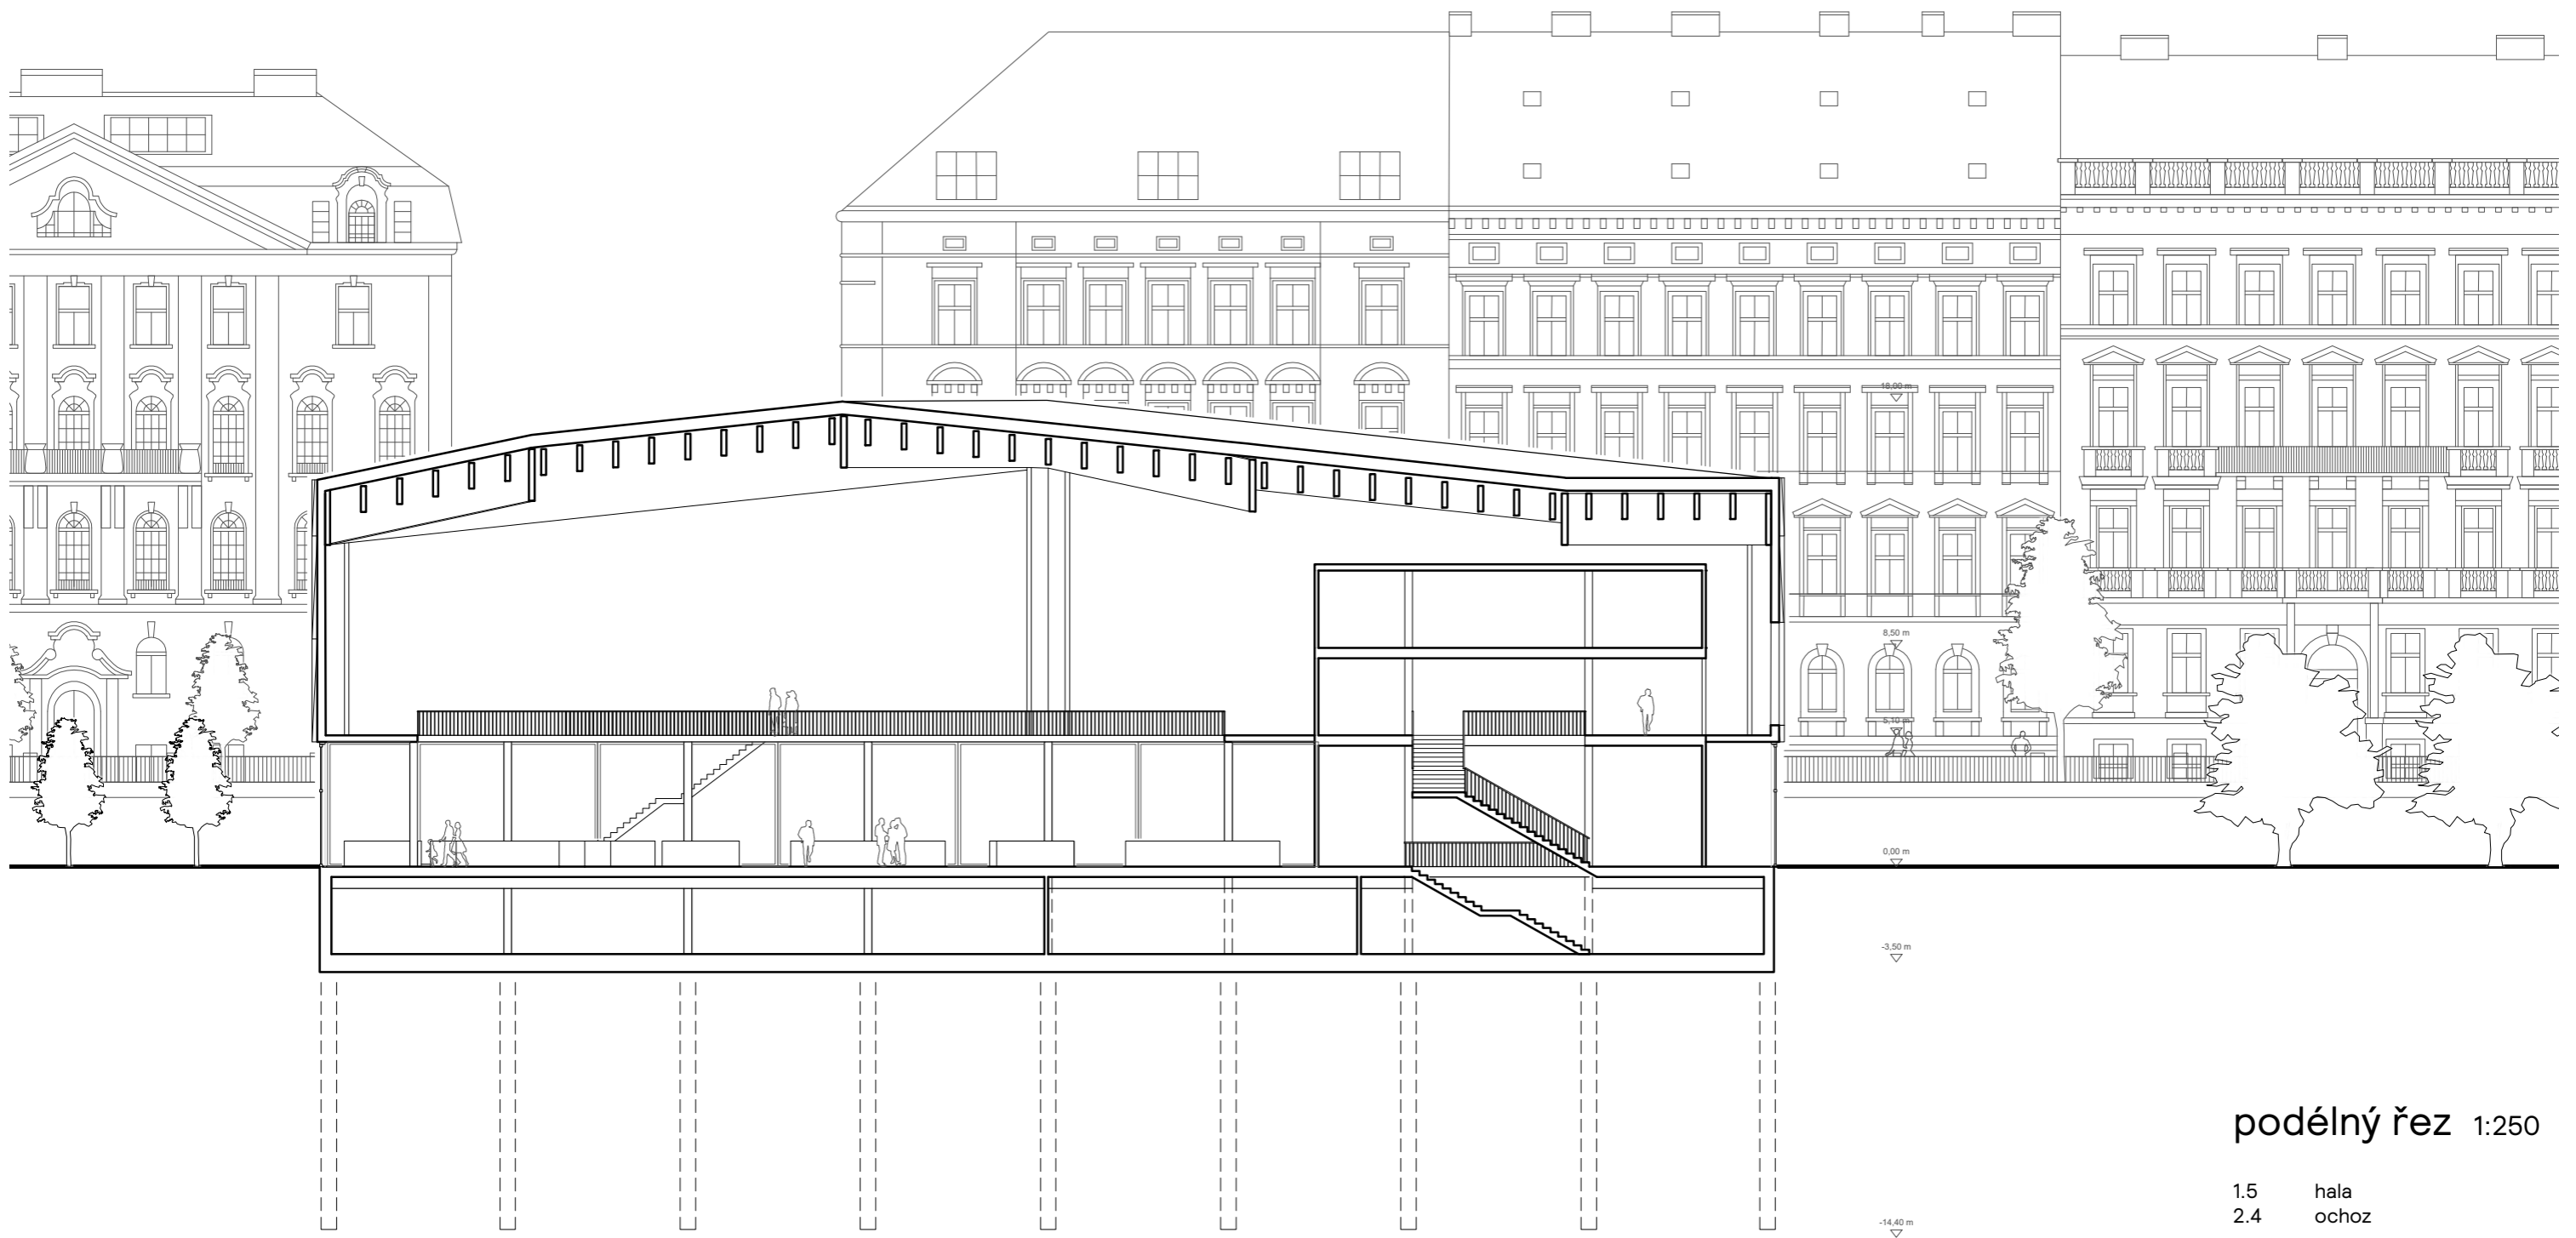 18,00 m
8,50 m
5,10 m
0,00 m
-3,50 m
-14,40 m
podélný řez 1:250
1.5 hala
2.4 ochoz